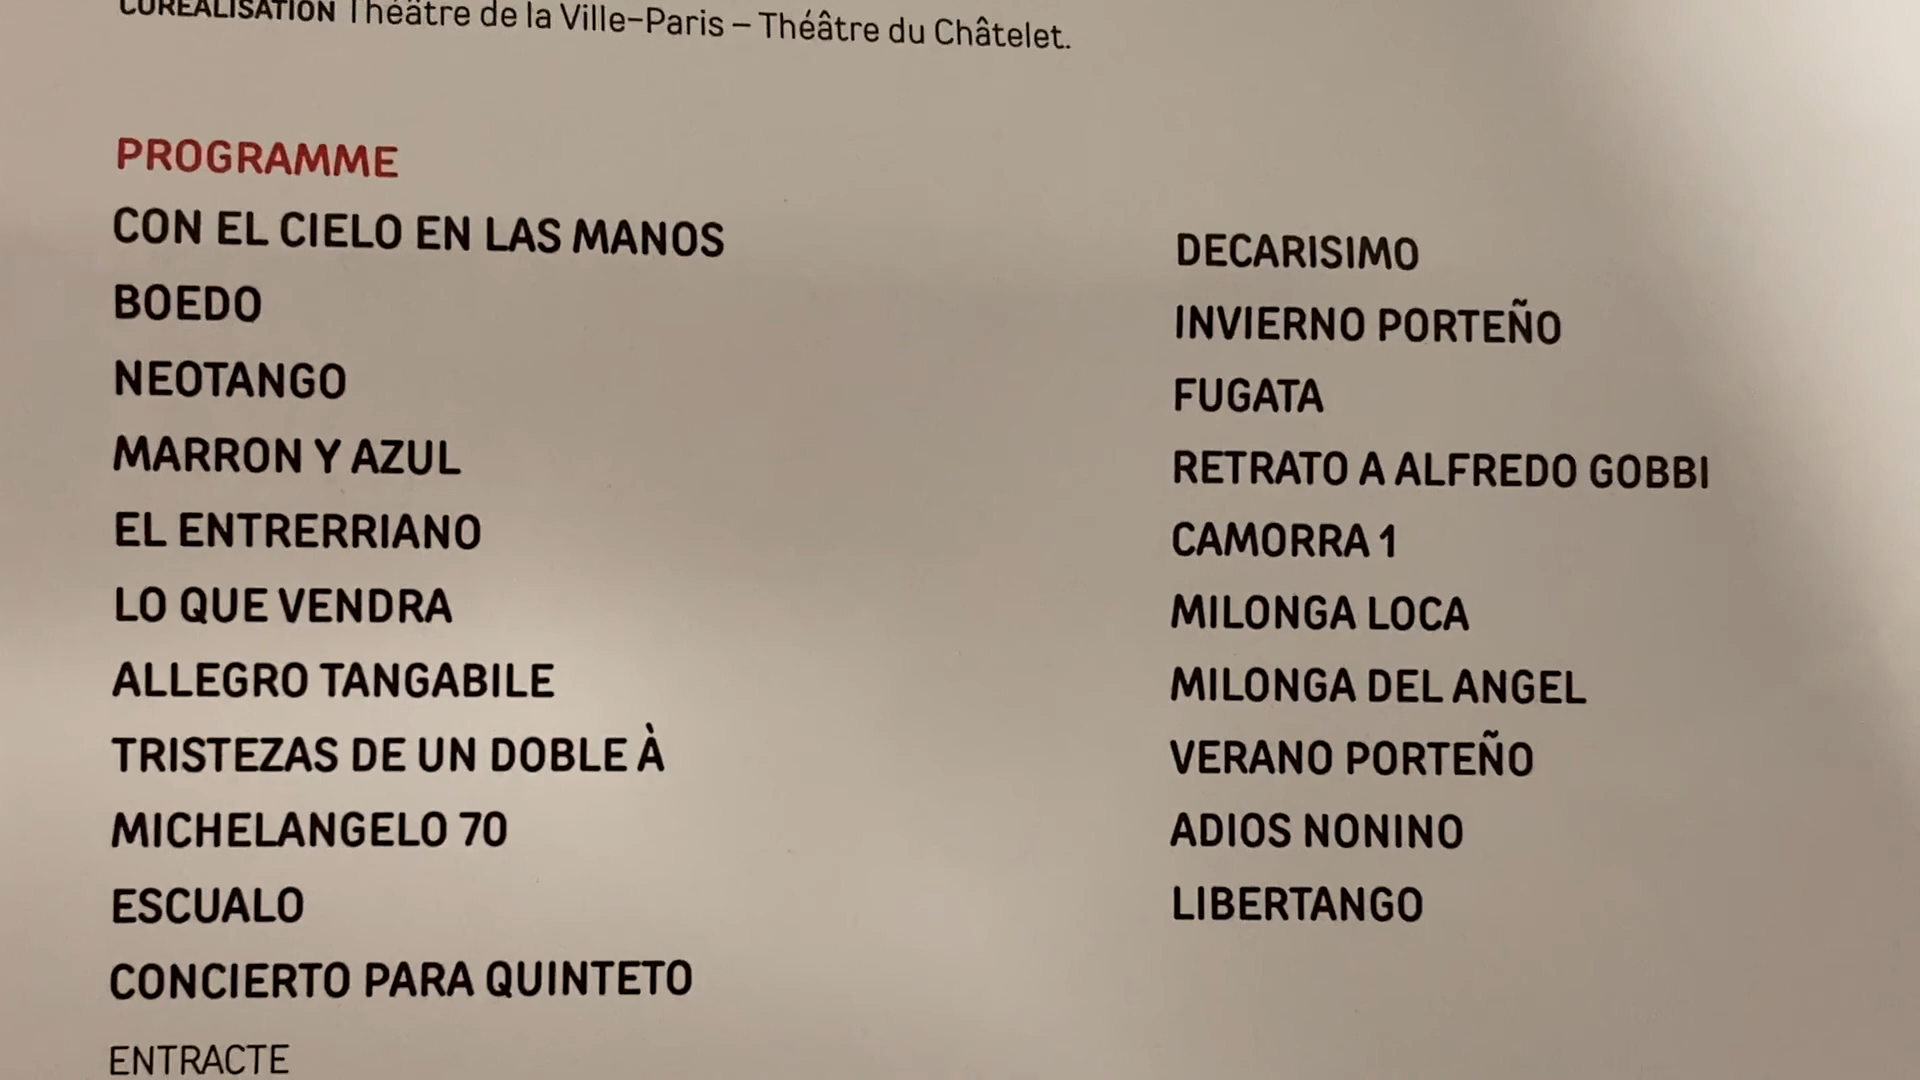 CORÉALISATION Théâtre de la Ville–Paris – Théâtre du Châtelet.
PROGRAMME
CON EL CIELO EN LAS MANOS
BOEDO
NEOTANGO
MARRON Y AZUL
EL ENTRERRIANO
LO QUE VENDRA
ALLEGRO TANGABILE
TRISTEZAS DE UN DOBLE À
MICHELANGELO 70
ESCUALO
CONCIERTO PARA QUINTETO
ENTRACTE
DECARISIMO
INVIERNO PORTEÑO
FUGATA
RETRATO A ALFREDO GOBBI
CAMORRA 1
MILONGA LOCA
MILONGA DEL ANGEL
VERANO PORTEÑO
ADIOS NONINO
LIBERTANGO